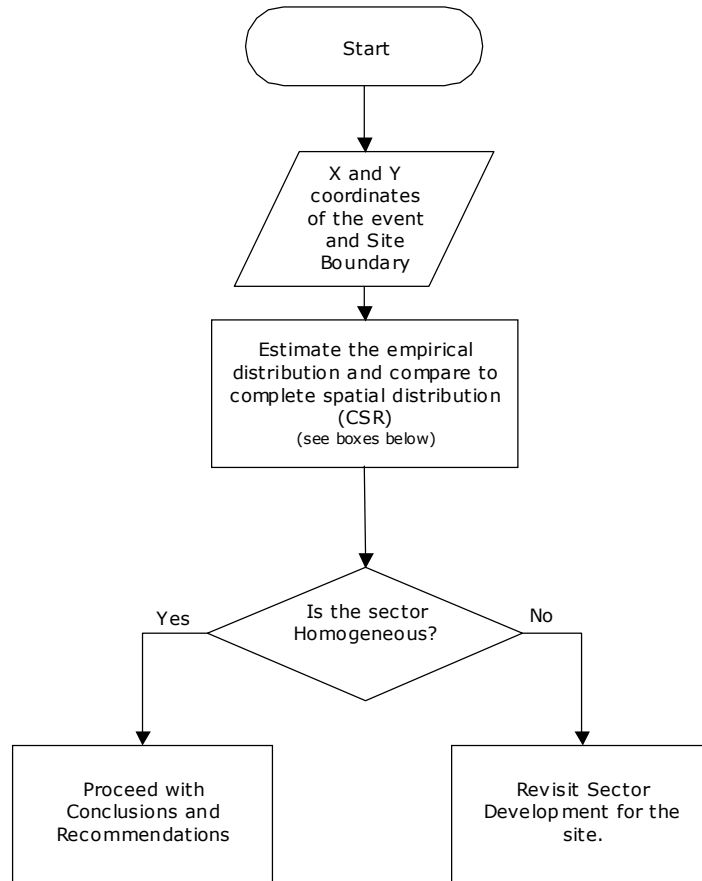 Start
X and Y
coordinates
of the event
and Site
Boundary
Estimate the empirical
distribution and compare to
complete spatial distribution
(CSR)
(see boxes below)
Is the sector
Homogeneous?
Yes
No
Proceed with
Conclusions and
Recommendations
Revisit Sector
Development for the
site.